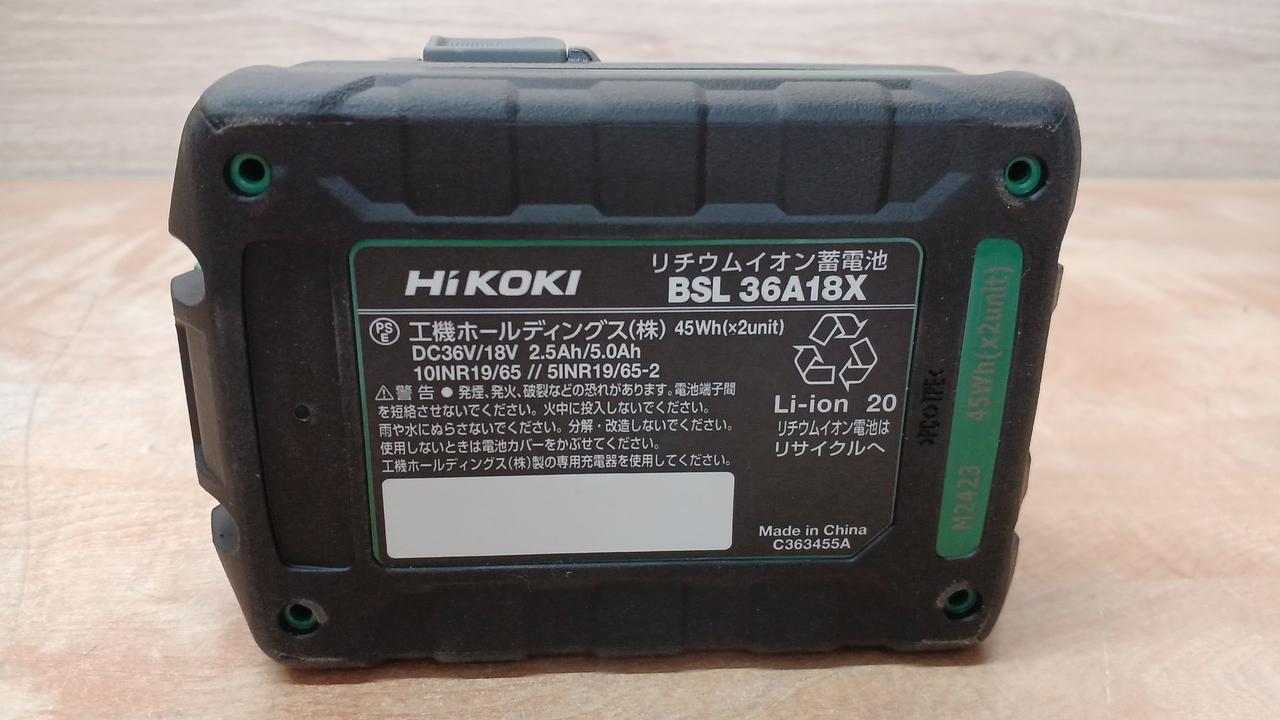 HiKOKI
リチウムイオン蓄電池
BSL 36A18X
PSE 工機ホールディングス(株) 45Wh(×2unit)
DC36V/18V 2.5Ah/5.0Ah
10INR19/65 // 5INR19/65-2
⚠警告 ● 発煙、発火、破裂などの恐れがあります。電池端子間
を短絡させないでください。火中に投入しないでください。
雨や水にぬらさないでください。分解・改造しないでください。
使用しないときは電池カバーをかぶせてください。
工機ホールディングス(株)製の専用充電器を使用してください。
Li-ion 20
リチウムイオン電池は
リサイクルへ
Made in China
C363455A
>PC◇TPE<
M2423 45Wh(×2unit)